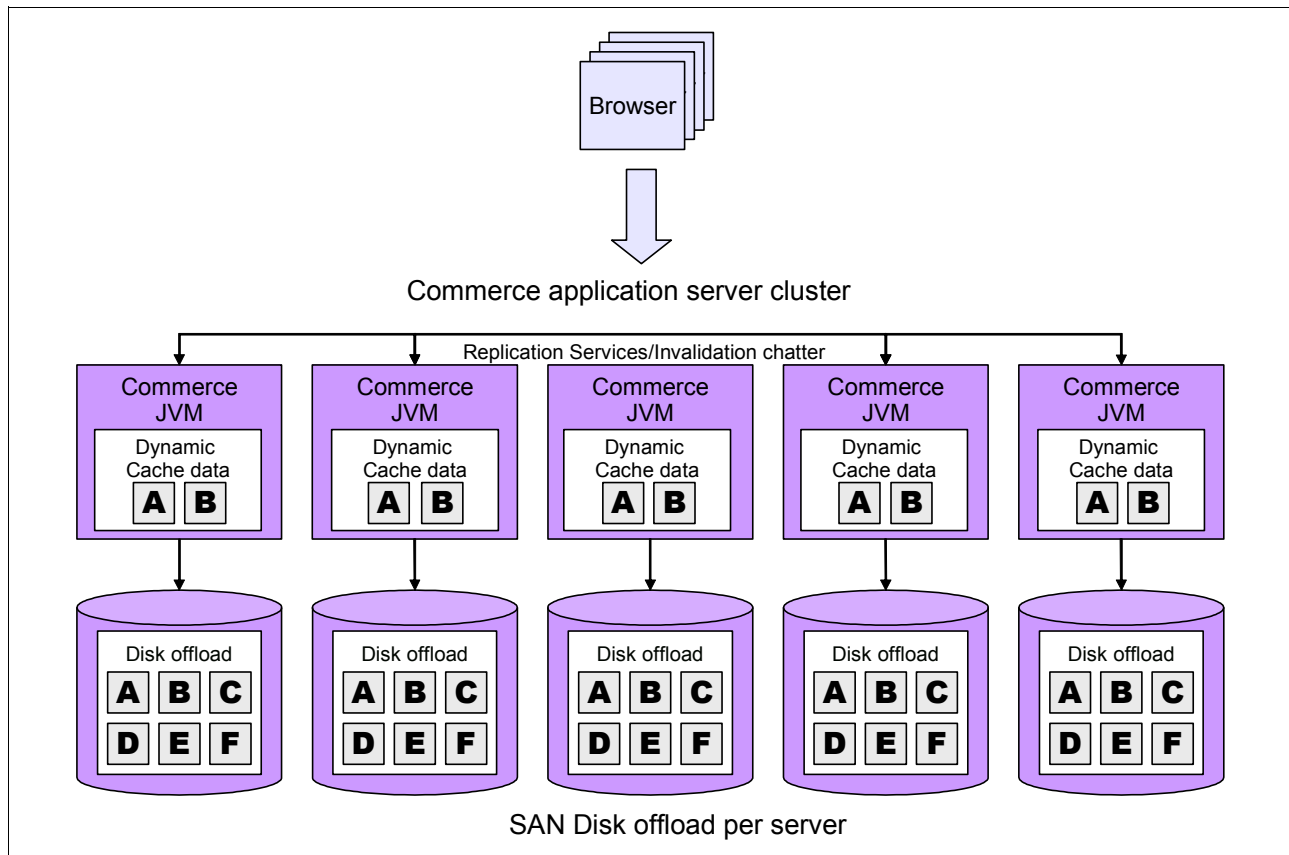 Browser
Commerce application server cluster
Replication Services/Invalidation chatter
Commerce
JVM
Dynamic
Cache data
A B
Commerce
JVM
Dynamic
Cache data
A B
Commerce
JVM
Dynamic
Cache data
A B
Commerce
JVM
Dynamic
Cache data
A B
Commerce
JVM
Dynamic
Cache data
A B
Disk offload
A B C
D E F
Disk offload
A B C
D E F
Disk offload
A B C
D E F
Disk offload
A B C
D E F
Disk offload
A B C
D E F
SAN Disk offload per server